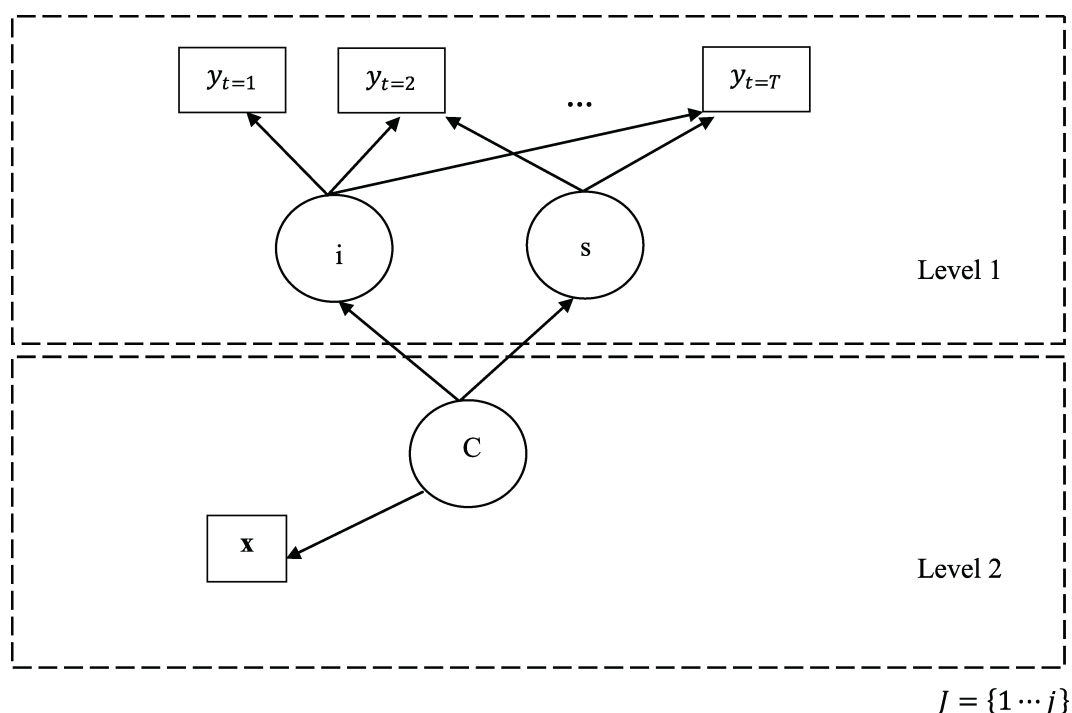 y_{t=1} y_{t=2} ... y_{t=T}
i s
Level 1
C
x
Level 2
J = {1 ⋯ j}